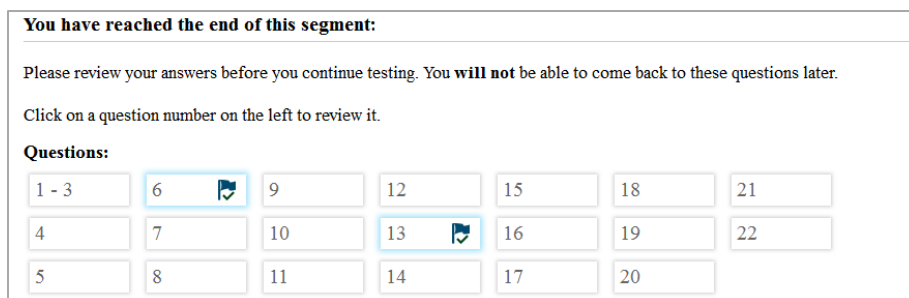 You have reached the end of this segment:
Please review your answers before you continue testing. You will not be able to come back to these questions later.
Click on a question number on the left to review it.
Questions:
1 - 3 6 9 12 15 18 21
4 7 10 13 16 19 22
5 8 11 14 17 20